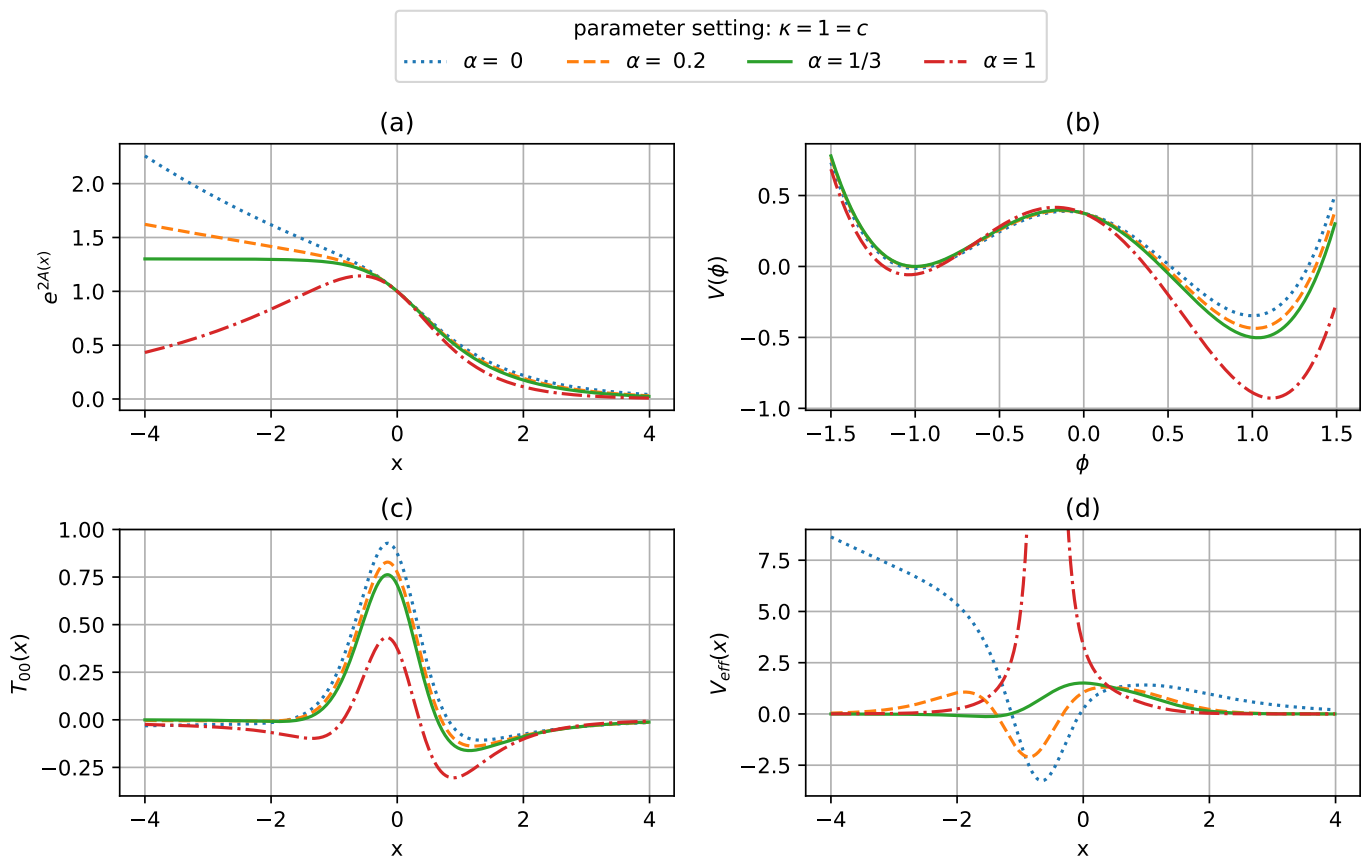 parameter setting: κ = 1 = c
α = 0 α = 0.2 α = 1/3 α = 1
(a)
e^{2A(x)}
2.0
1.5
1.0
0.5
0.0
−4 −2 0 2 4
x
(b)
V(ϕ)
0.5
0.0
−0.5
−1.0
−1.5 −1.0 −0.5 0.0 0.5 1.0 1.5
ϕ
(c)
T_{00}(x)
1.00
0.75
0.50
0.25
0.00
−0.25
−4 −2 0 2 4
x
(d)
V_{eff}(x)
7.5
5.0
2.5
0.0
−2.5
−4 −2 0 2 4
x